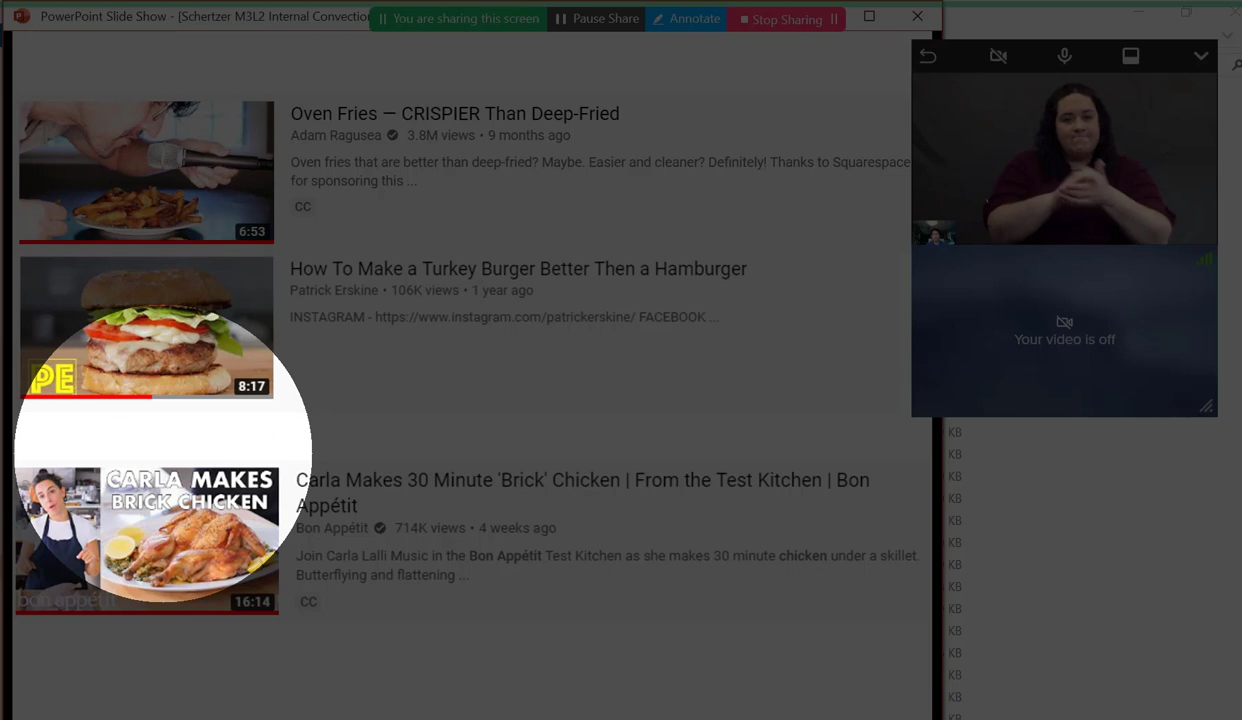 PowerPoint Slide Show - [Schertzer M3L2 Internal Convectio
You are sharing this screen
Pause Share
Annotate
Stop Sharing
Oven Fries — CRISPIER Than Deep-Fried
Adam Ragusea 3.8M views • 9 months ago
Oven fries that are better than deep-fried? Maybe. Easier and cleaner? Definitely! Thanks to Squarespace
for sponsoring this ...
CC
6:53
How To Make a Turkey Burger Better Then a Hamburger
Patrick Erskine • 106K views • 1 year ago
INSTAGRAM - https://www.instagram.com/patrickerskine/ FACEBOOK ...
PE
8:17
Your video is off
CARLA MAKES
BRICK CHICKEN
bon appétit
16:14
Carla Makes 30 Minute 'Brick' Chicken | From the Test Kitchen | Bon
Appétit
Bon Appétit 714K views • 4 weeks ago
Join Carla Lalli Music in the Bon Appétit Test Kitchen as she makes 30 minute chicken under a skillet.
Butterflying and flattening ...
CC
KB
KB
KB
KB
KB
KB
KB
KB
KB
KB
KB
KB
KB
KB